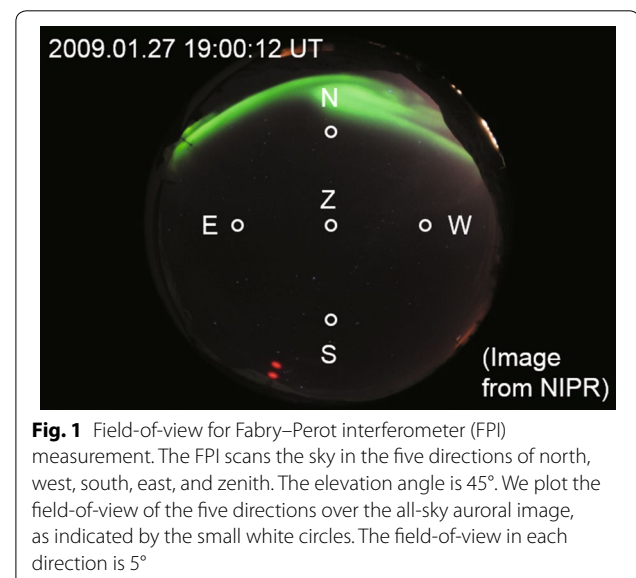 2009.01.27 19:00:12 UT
N
Z
E
W
S
(Image
from NIPR)
Fig. 1 Field-of-view for Fabry–Perot interferometer (FPI)
measurement. The FPI scans the sky in the five directions of north,
west, south, east, and zenith. The elevation angle is 45°. We plot the
field-of-view of the five directions over the all-sky auroral image,
as indicated by the small white circles. The field-of-view in each
direction is 5°